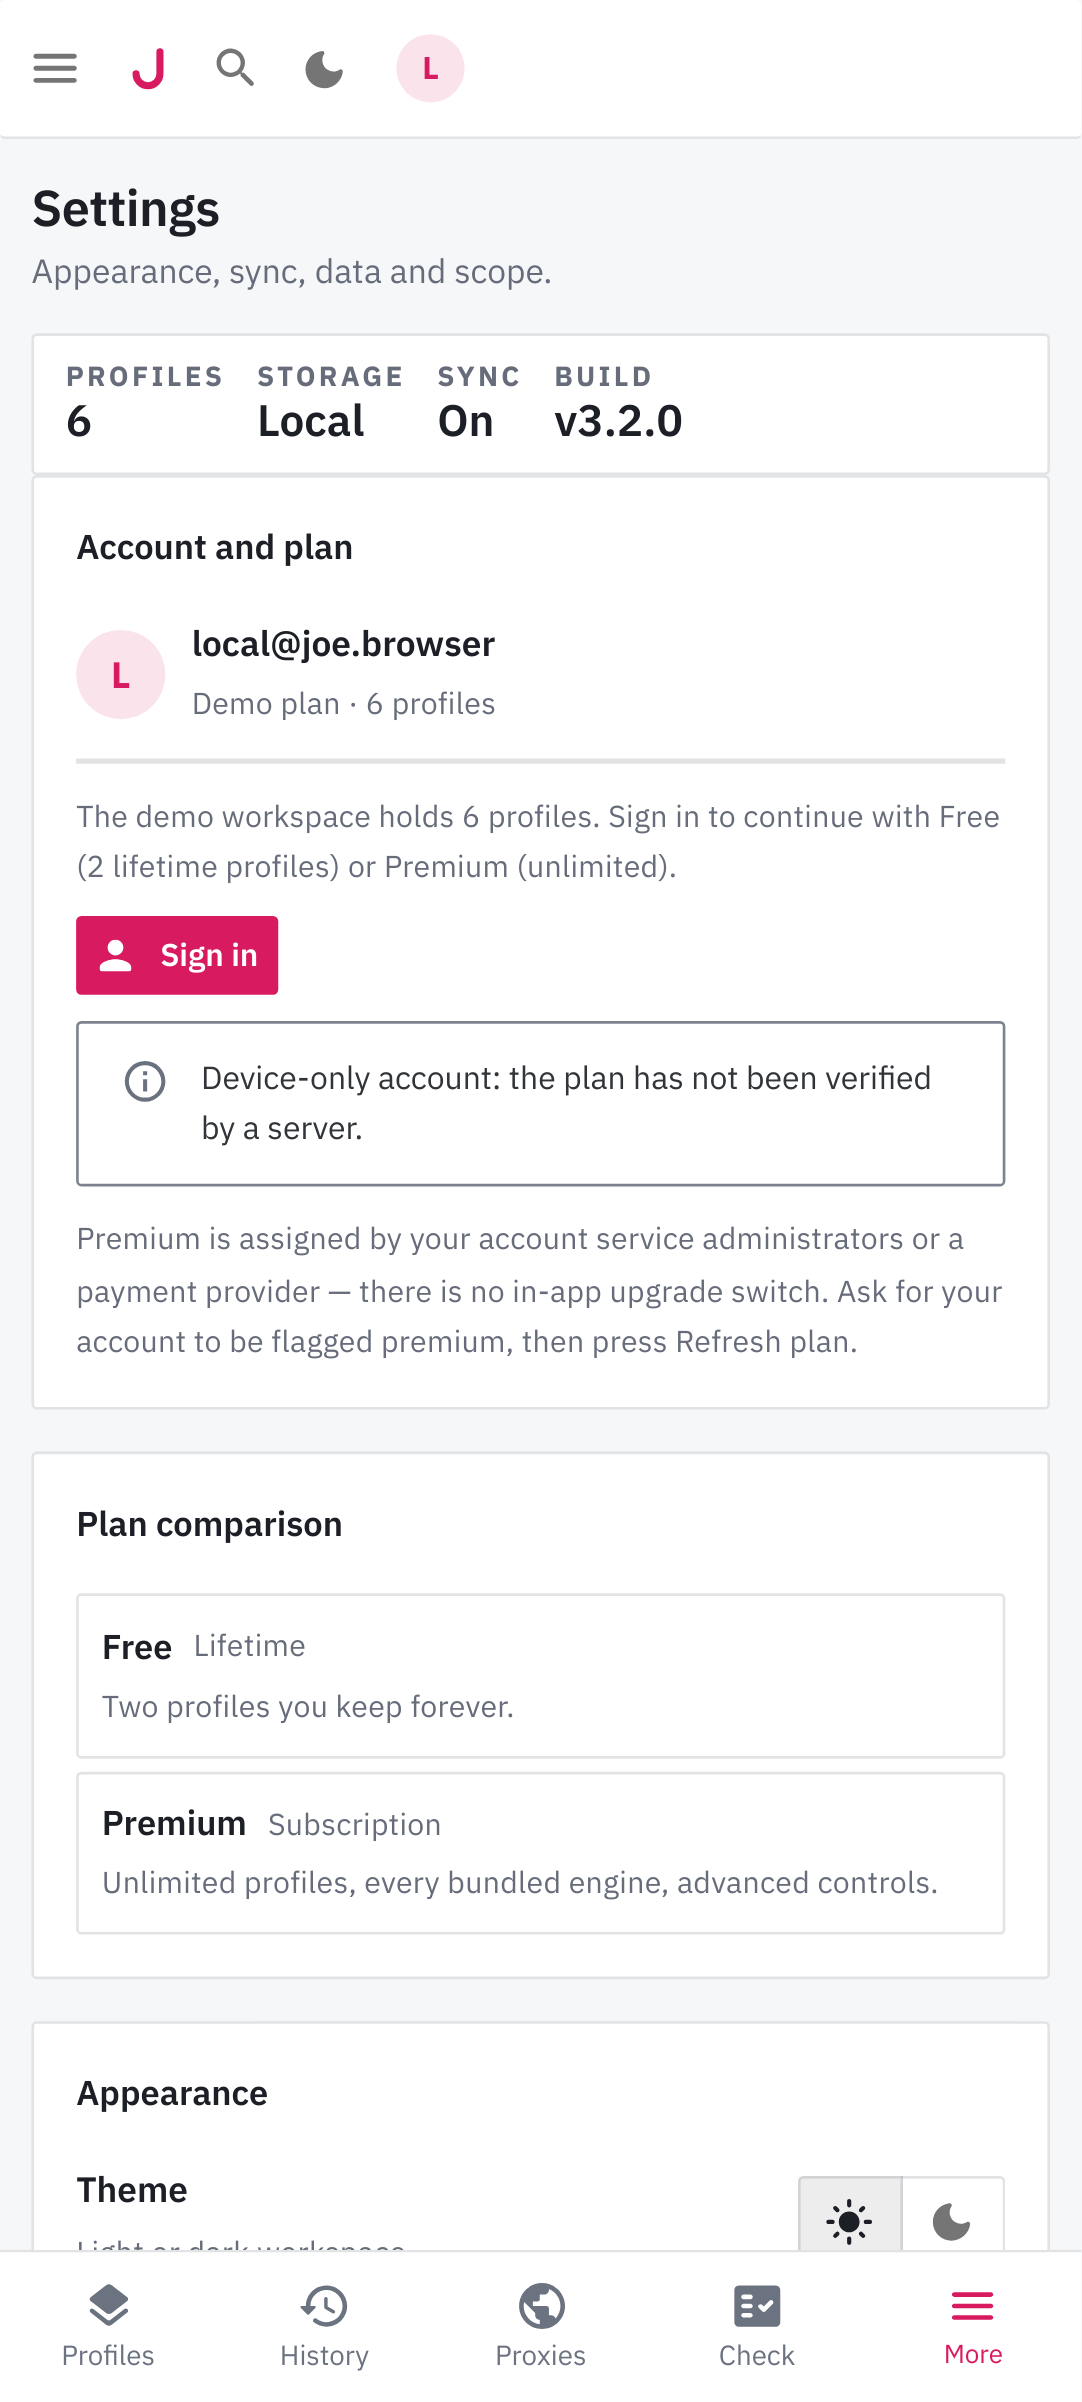 J
L
Settings
Appearance, sync, data and scope.
PROFILES STORAGE SYNC BUILD
6 Local On v3.2.0
Account and plan
L
local@joe.browser
Demo plan · 6 profiles
The demo workspace holds 6 profiles. Sign in to continue with Free
(2 lifetime profiles) or Premium (unlimited).
Sign in
Device-only account: the plan has not been verified
by a server.
Premium is assigned by your account service administrators or a
payment provider — there is no in-app upgrade switch. Ask for your
account to be flagged premium, then press Refresh plan.
Plan comparison
Free Lifetime
Two profiles you keep forever.
Premium Subscription
Unlimited profiles, every bundled engine, advanced controls.
Appearance
Theme
Light or dark workspace
Profiles History Proxies Check More